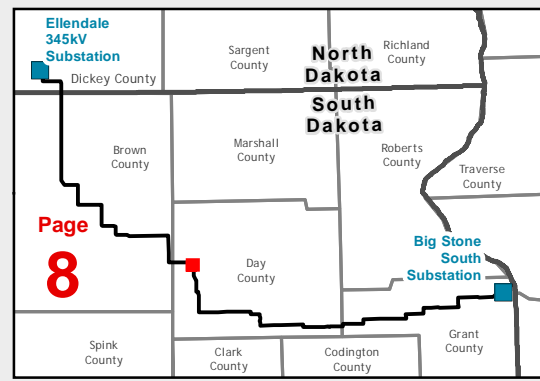 Ellendale
345kV
Substation
Dickey County
Sargent
County
North
Dakota
Richland
County
South
Dakota
Brown
County
Marshall
County
Roberts
County
Traverse
County
Page
8
Day
County
Big Stone
South
Substation
Spink
County
Clark
County
Codington
County
Grant
County